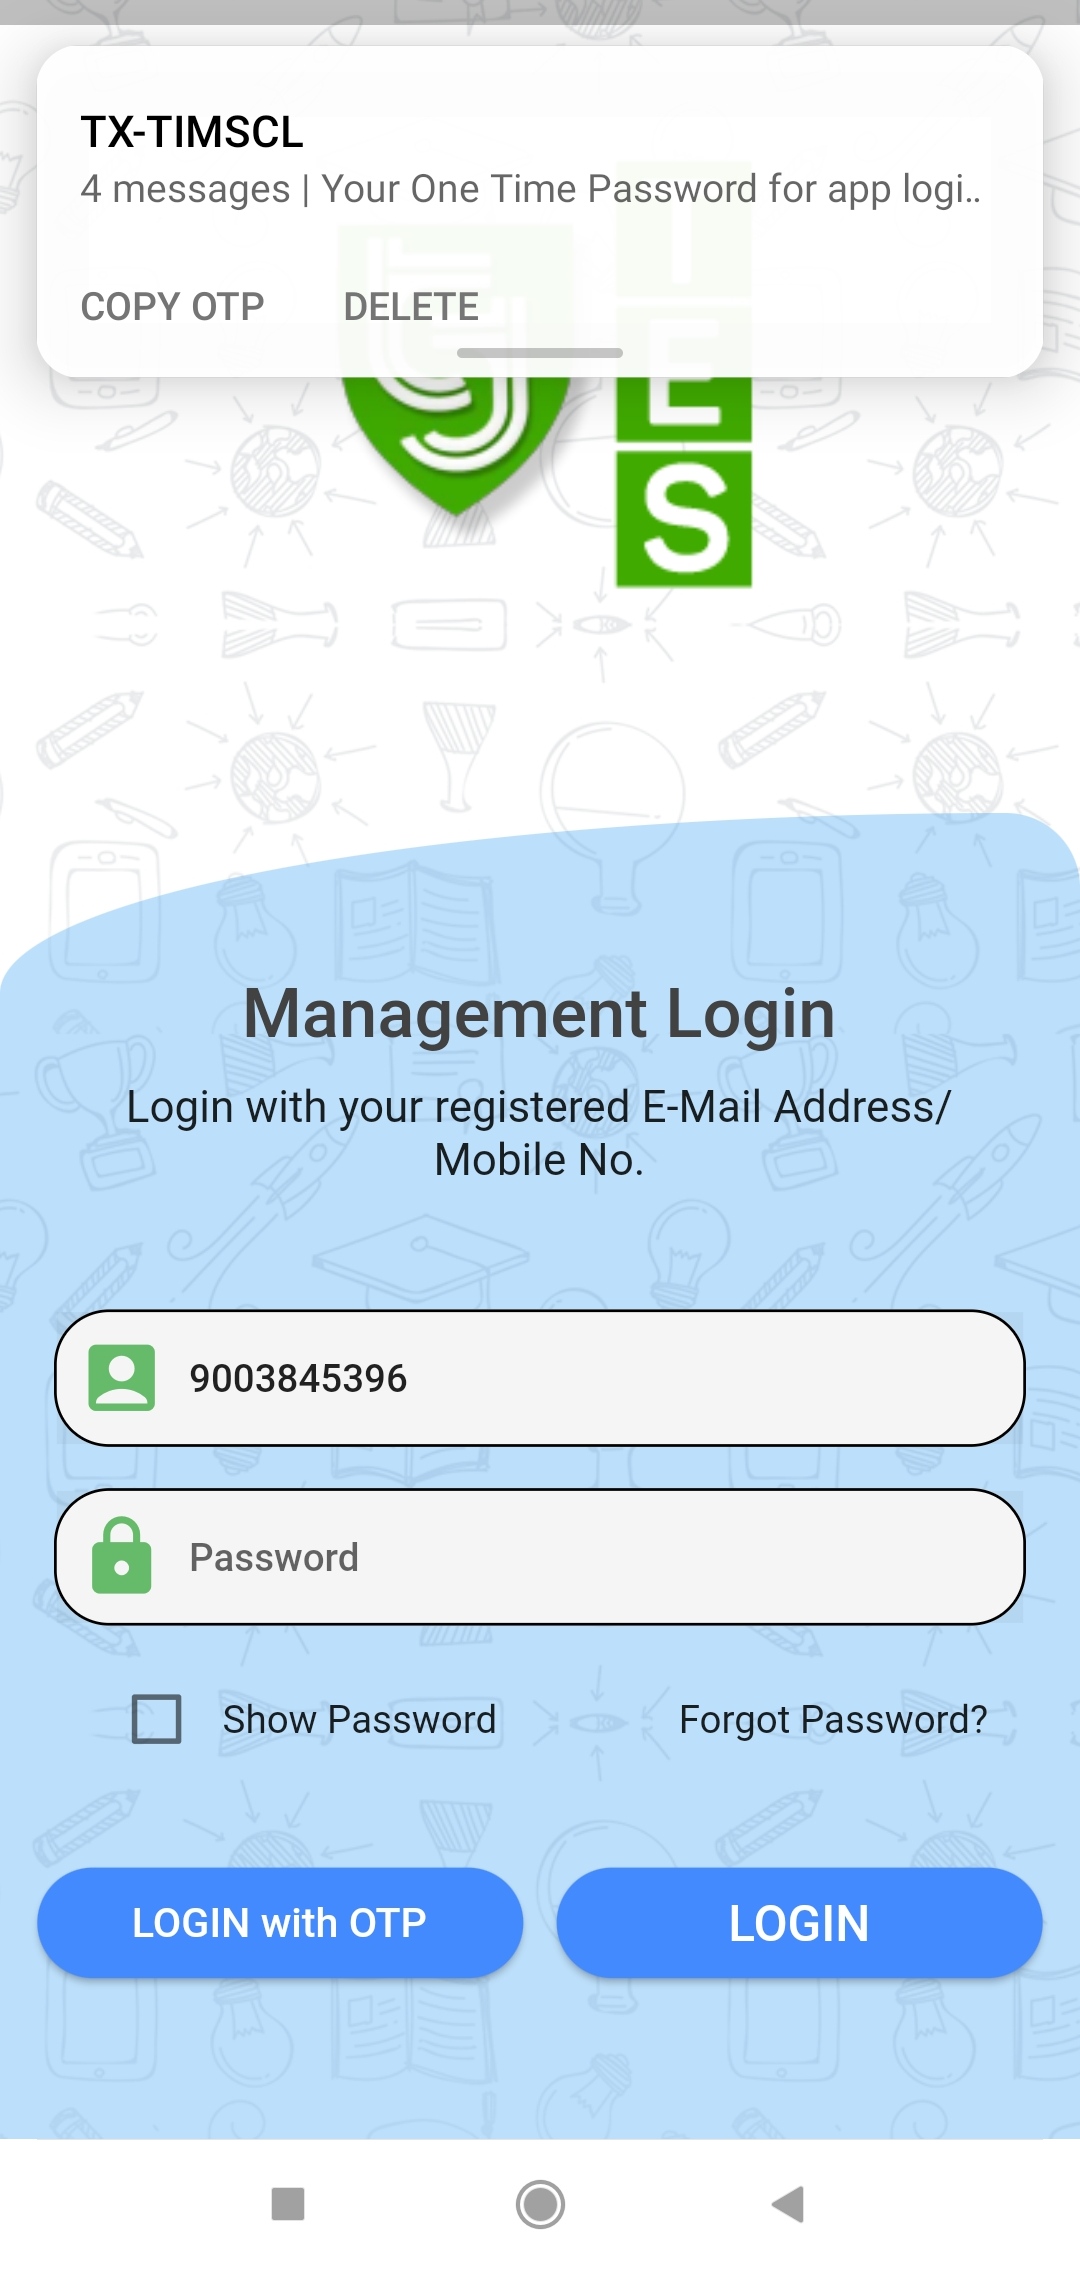 TX-TIMSCL
4 messages | Your One Time Password for app logi..
COPY OTP DELETE
I
E
S
Management Login
Login with your registered E-Mail Address/
Mobile No.
9003845396
Password
Show Password Forgot Password?
LOGIN with OTP LOGIN